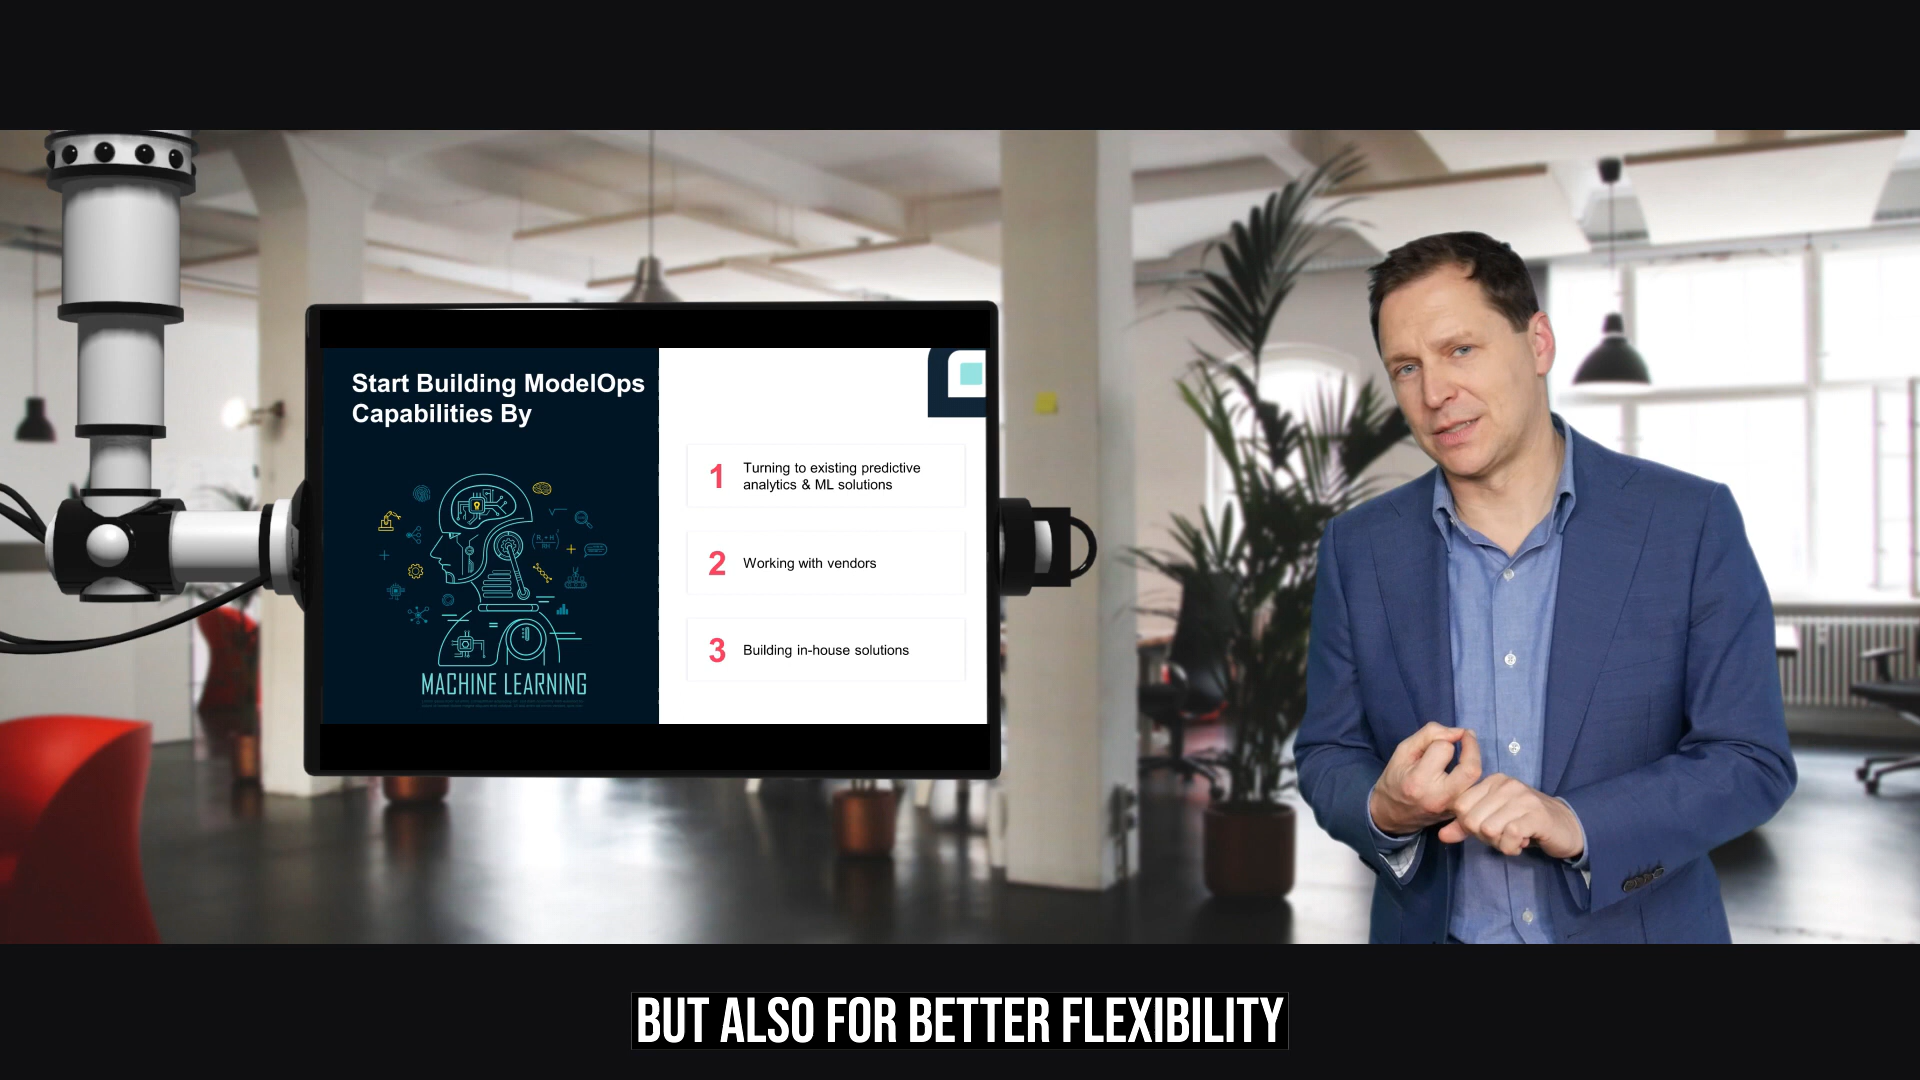 Start Building ModelOps
Capabilities By
1
Turning to existing predictive
analytics & ML solutions
2
Working with vendors
3
Building in-house solutions
MACHINE LEARNING
BUT ALSO FOR BETTER FLEXIBILITY